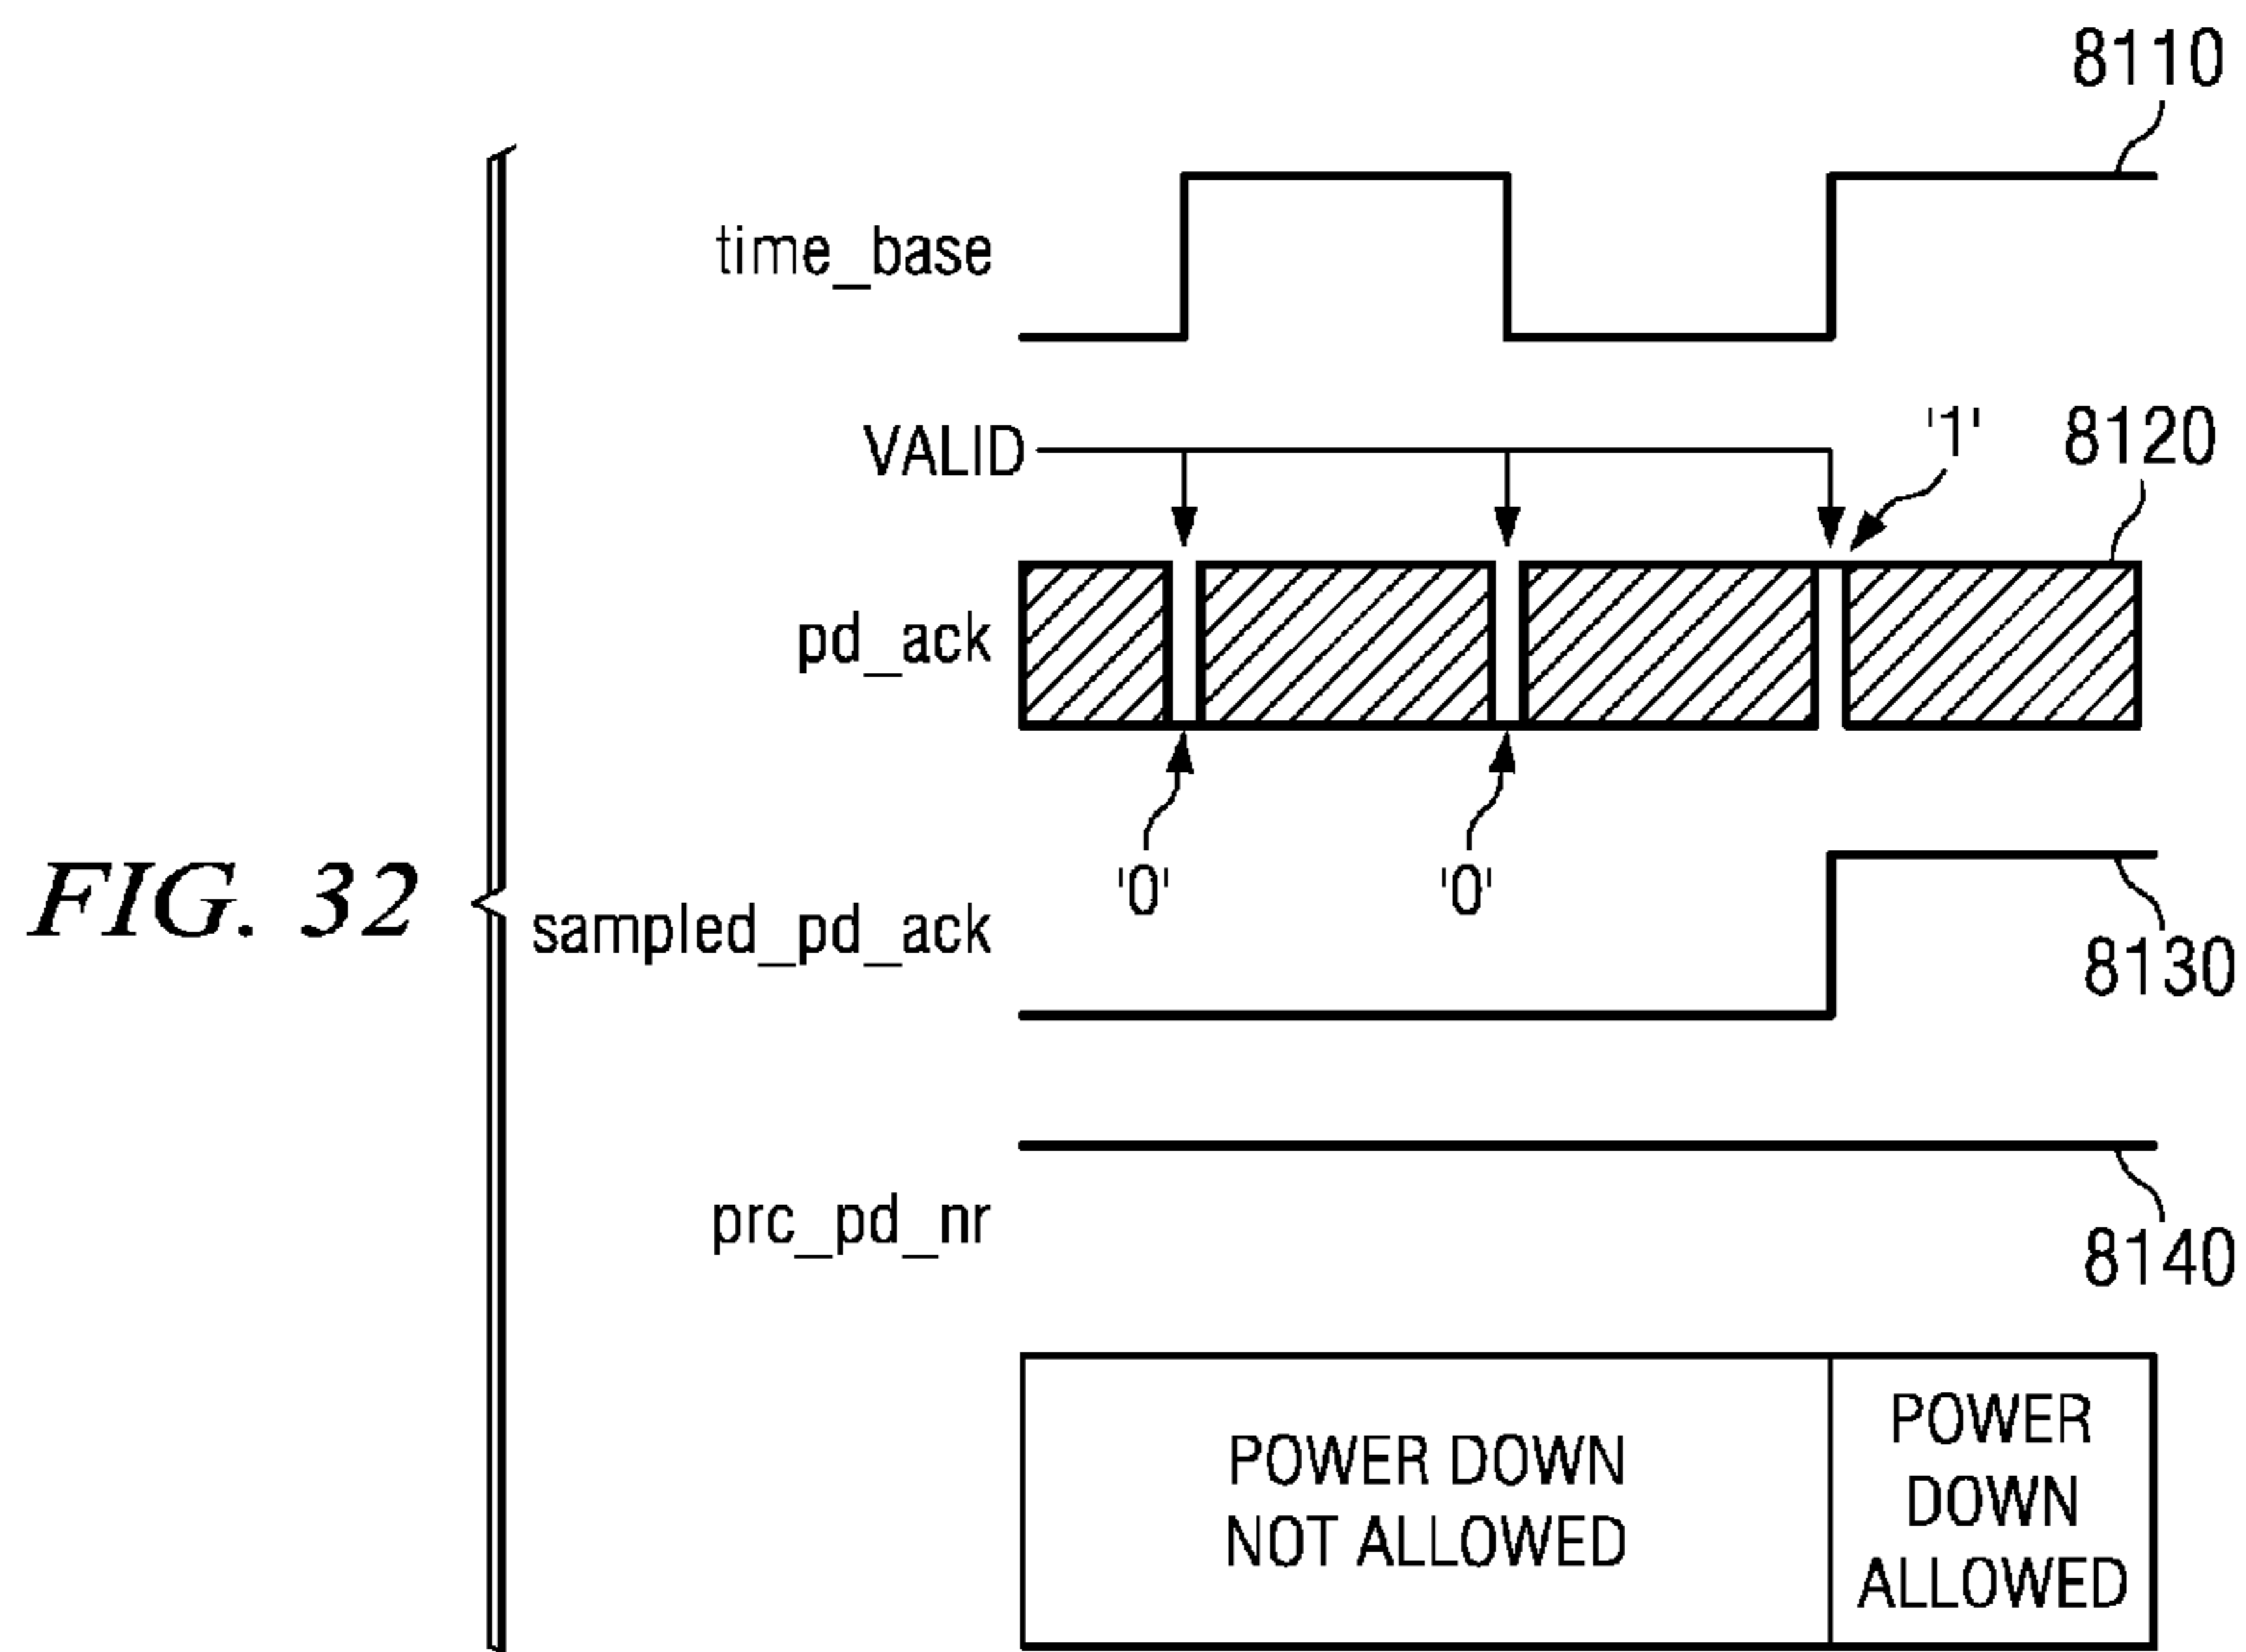 8110
time_base
VALID
'1'
8120
pd_ack
'0' '0'
FIG. 32
sampled_pd_ack
8130
prc_pd_nr
8140
POWER DOWN
NOT ALLOWED
POWER
DOWN
ALLOWED